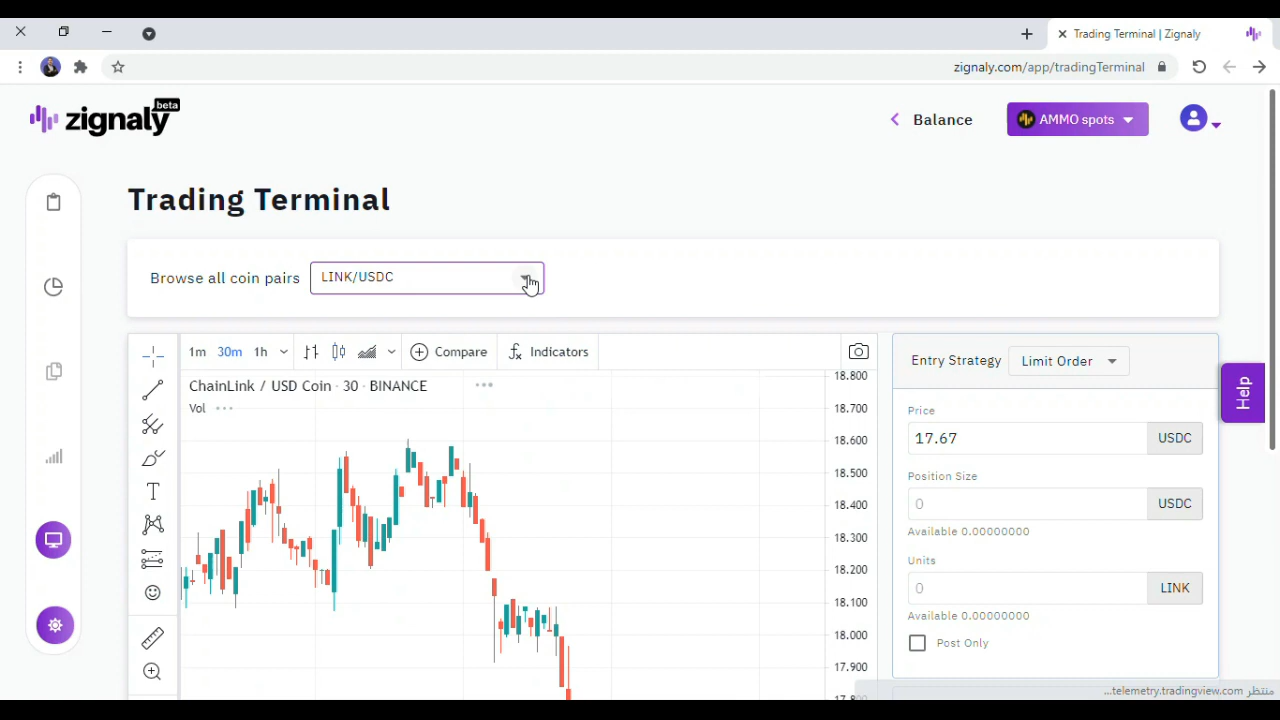 Trading Terminal | Zignaly
zignaly.com/app/tradingTerminal
zignaly beta
Balance
AMMO spots
Trading Terminal
Browse all coin pairs
LINK/USDC
1m 30m 1h
Compare
Indicators
ChainLink / USD Coin · 30 · BINANCE
Vol
18.800
18.700
18.600
18.500
18.400
18.300
18.200
18.100
18.000
17.900
Entry Strategy
Limit Order
Price
17.67 USDC
Position Size
0 USDC
Available 0.00000000
Units
0 LINK
Available 0.00000000
Post Only
Help
منتظر telemetry.tradingview.com...